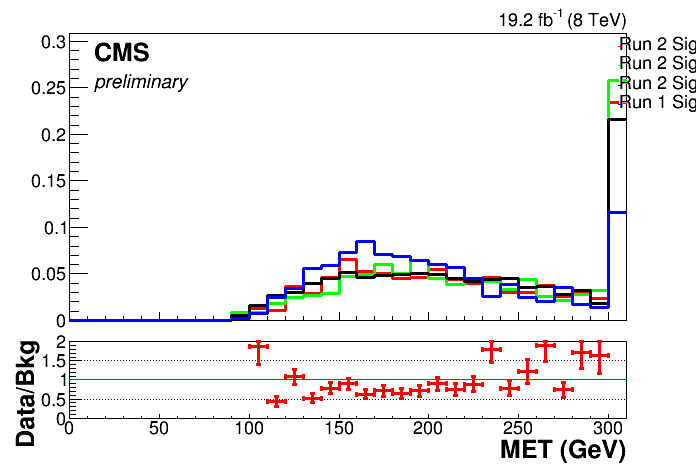 19.2 fb⁻¹ (8 TeV)
CMS
preliminary
Run 2 Sig
Run 2 Sig
Run 2 Sig
Run 1 Sig
0.3
0.25
0.2
0.15
0.1
0.05
0
Data/Bkg
2
1.5
1
0.5
0
0 50 100 150 200 250 300
MET (GeV)